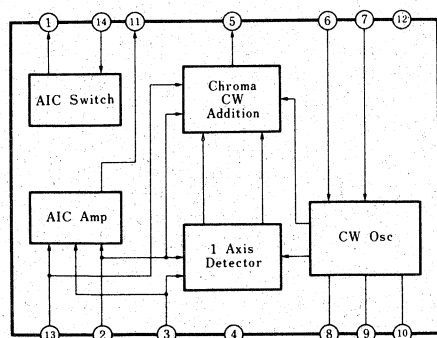 1 14 11 5 6 7 12
AIC Switch
Chroma
CW
Addition
AIC Amp
1 Axis
Detector
CW Osc
13 2 3 4 8 9 10